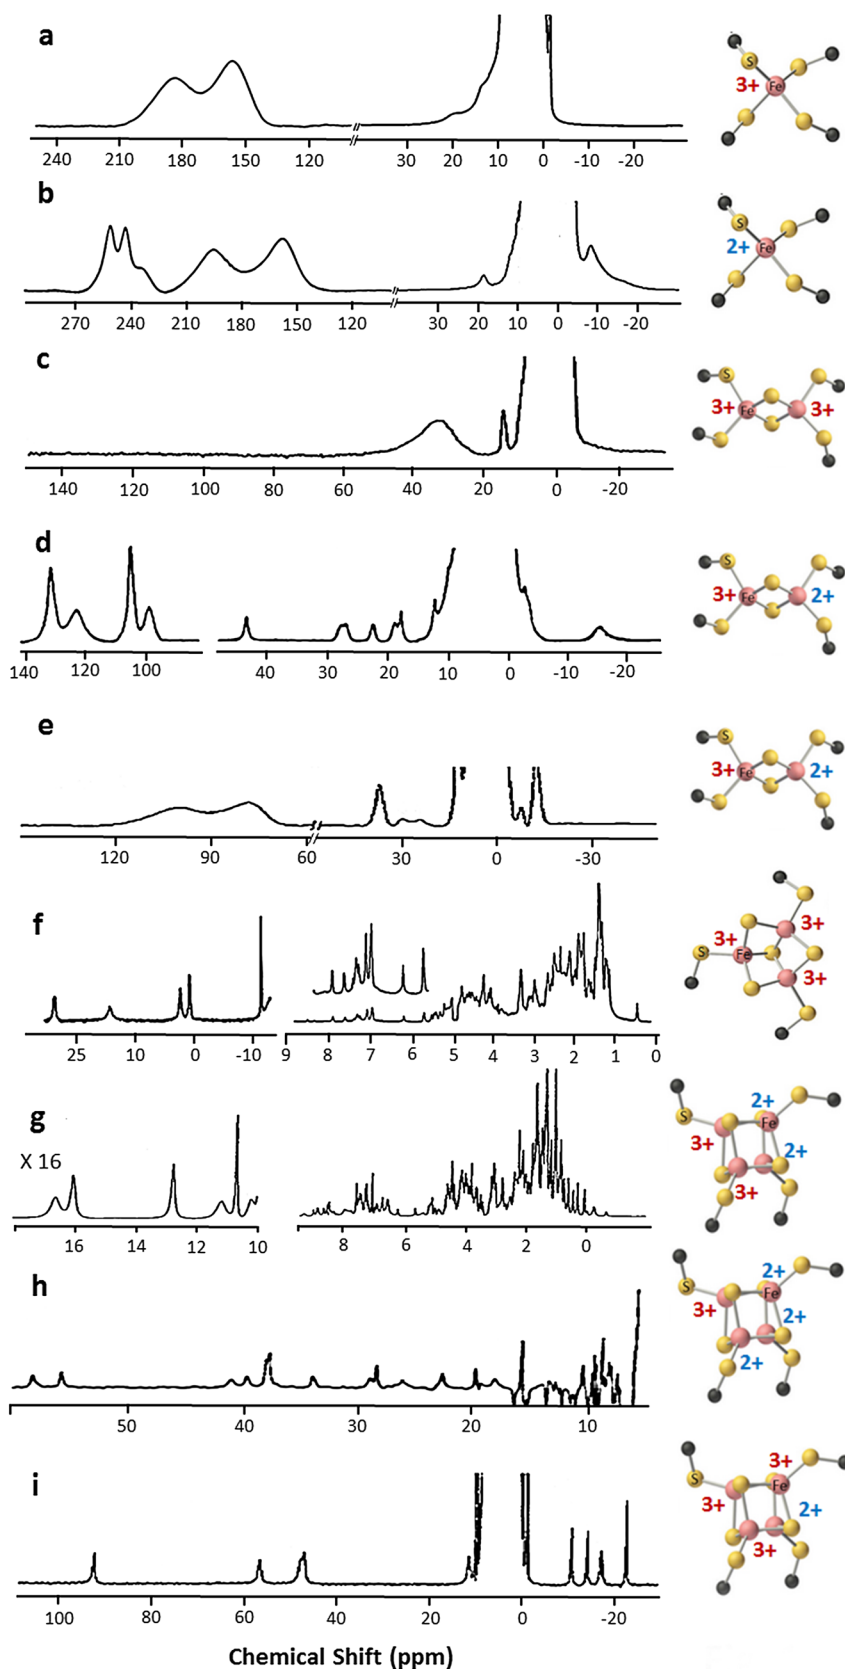 a
S
3+ Fe
240 210 180 150 120 30 20 10 0 -10 -20
b
S
2+ Fe
270 240 210 180 150 120 30 20 10 0 -10 -20
c
S
3+ Fe 3+
140 120 100 80 60 40 20 0 -20
d
S
3+ Fe 2+
140 120 100 40 30 20 10 0 -10 -20
e
S
3+ Fe 2+
120 90 60 30 0 -30
f
3+
3+ Fe
S
3+
25 10 0 -10 9 8 7 6 5 4 3 2 1 0
g
2+
S Fe
3+ 2+
X 16
3+
16 14 12 10 8 6 4 2 0
h
2+
S Fe
3+ 2+
2+
50 40 30 20 10
i
3+
S Fe
3+ 2+
3+
100 80 60 40 20 0 -20
Chemical Shift (ppm)